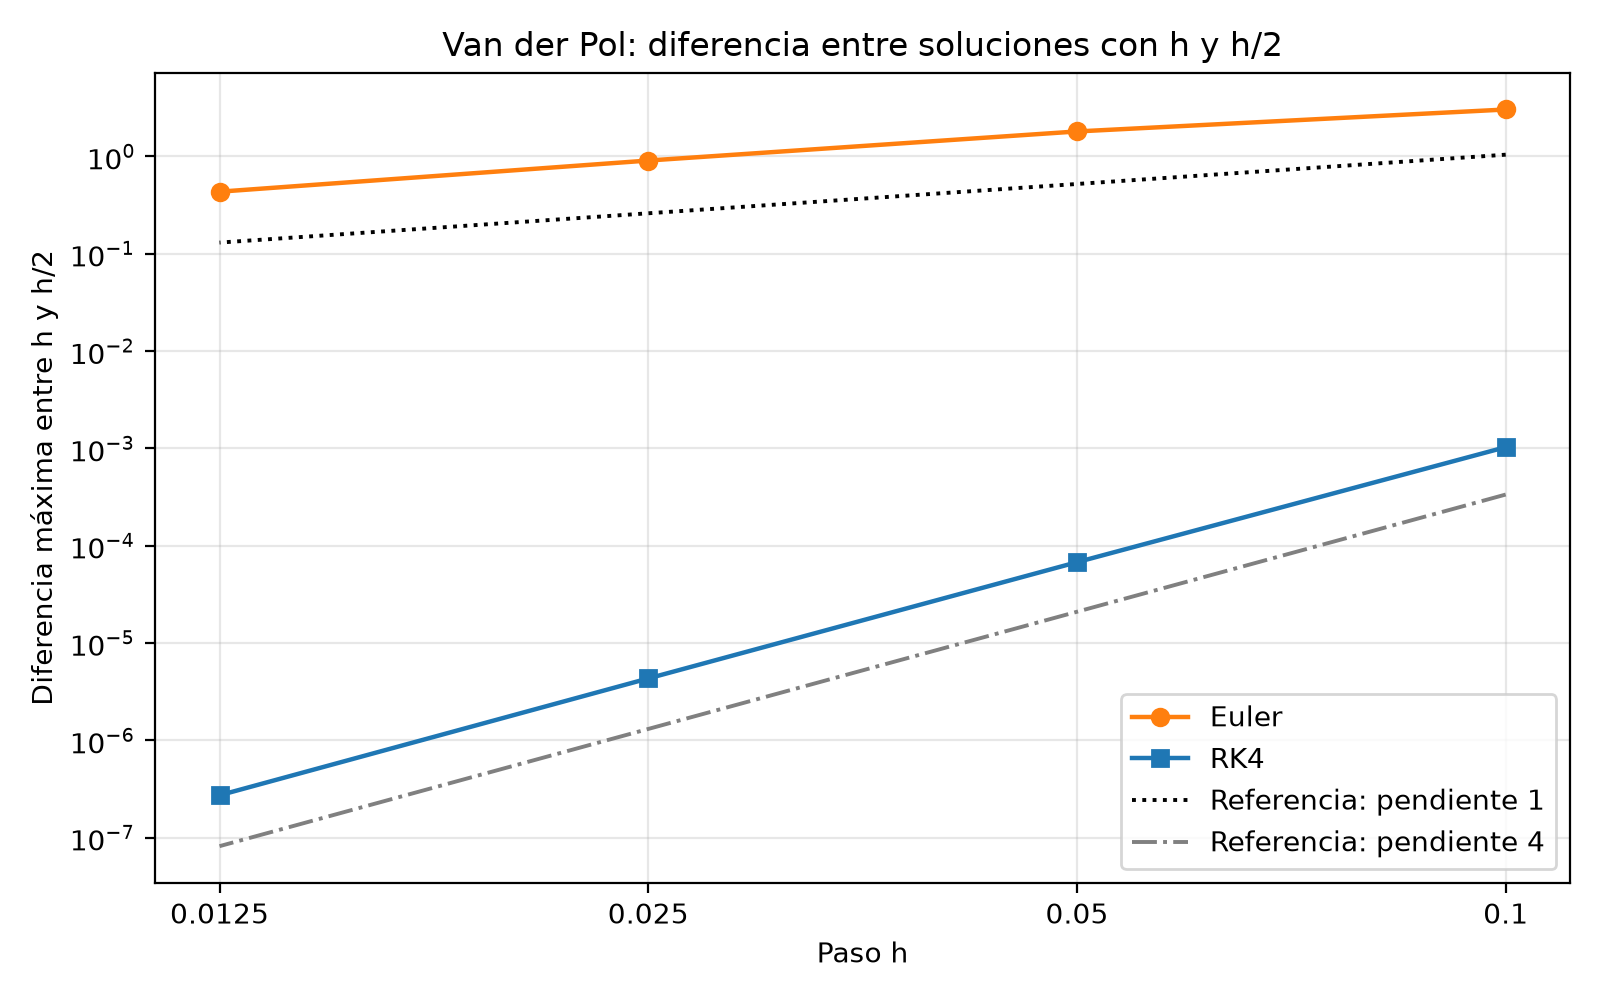 Van der Pol: diferencia entre soluciones con h y h/2
Diferencia máxima entre h y h/2
10⁰
10⁻¹
10⁻²
10⁻³
10⁻⁴
10⁻⁵
10⁻⁶
10⁻⁷
Euler
RK4
Referencia: pendiente 1
Referencia: pendiente 4
0.0125
0.025
0.05
0.1
Paso h